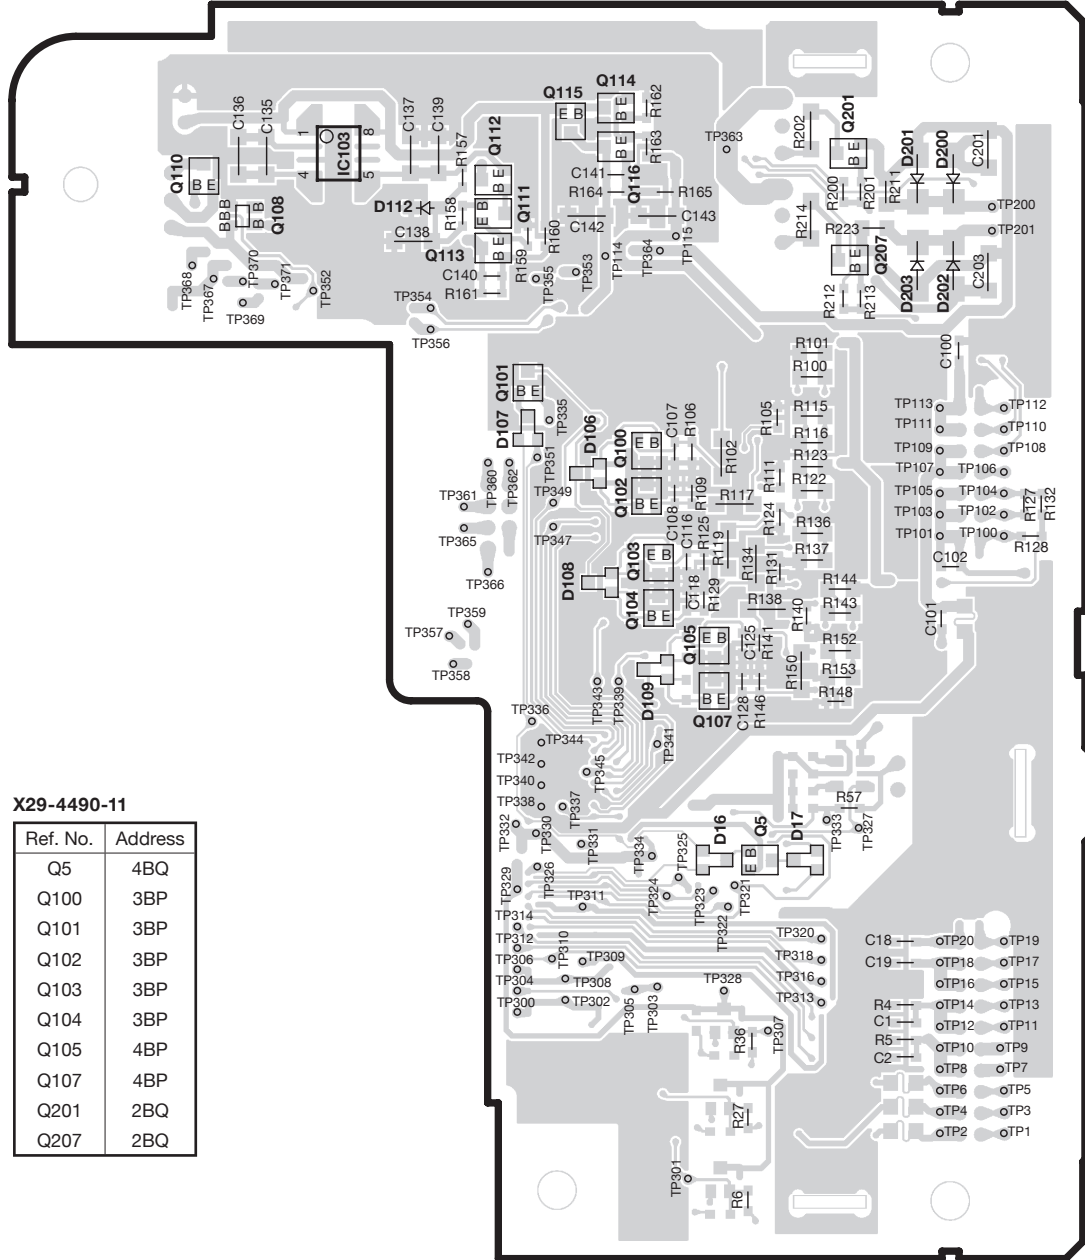 Q114
Q115
B E
R162
E B
C136
C135
C137
C139
Q112
Q201
R202
D201
D200
C201
TP363
1
8
IC103
4
5
R157
B E
R163
Q110
B E
C141
Q116
B E
R164
R165
R200
R201
R211
B E
BBB
BB
Q108
D112
R158
B E
Q111
C142
C143
R214
TP200
C138
R160
R223
TP201
Q113
B E
R159
TP114
TP364
TP115
B E
Q207
TP368
TP367
TP370
TP371
TP352
C140
R161
TP355
TP353
R212
R213
D203
D202
C203
TP369
TP354
TP356
R101
R100
C100
Q101
B E
D107
TP335
D106
Q100
E B
C107
R106
R105
R115
R116
R102
TP113
TP112
TP111
TP110
TP109
TP108
TP351
R123
TP107
TP106
TP360
TP362
Q102
B E
R111
R122
TP361
TP349
C108
R109
R117
TP105
TP104
R127
R132
TP365
TP347
C116
R125
R124
R136
TP103
TP102
TP101
TP100
R128
Q103
E B
R119
R134
R137
C102
TP366
D108
R131
Q104
B E
C118
R129
R144
R138
R143
R140
C101
TP359
TP357
Q105
E B
C125
R141
R152
TP358
R150
R153
D109
B E
R148
TP343
TP339
Q107
C128
R146
TP336
TP344
TP341
TP342
TP345
TP340
TP338
TP337
R57
X29-4490-11
TP332
TP330
TP331
D16
Q5
D17
TP333
TP327
Ref. No. Address
Q5 4BQ
Q100 3BP
Q101 3BP
Q102 3BP
Q103 3BP
Q104 3BP
Q105 4BP
Q107 4BP
Q201 2BQ
Q207 2BQ
TP334
TP325
E B
TP329
TP326
TP324
TP323
TP321
TP311
TP322
TP314
TP312
TP310
TP320
C18
TP20
TP19
TP306
TP309
TP318
C19
TP18
TP17
TP304
TP308
TP328
TP316
TP16
TP15
TP300
TP302
TP305
TP303
TP313
R4
TP14
TP13
C1
TP12
TP11
R36
TP307
R5
TP10
TP9
C2
TP8
TP7
TP6
TP5
R27
TP4
TP3
TP2
TP1
TP301
R6